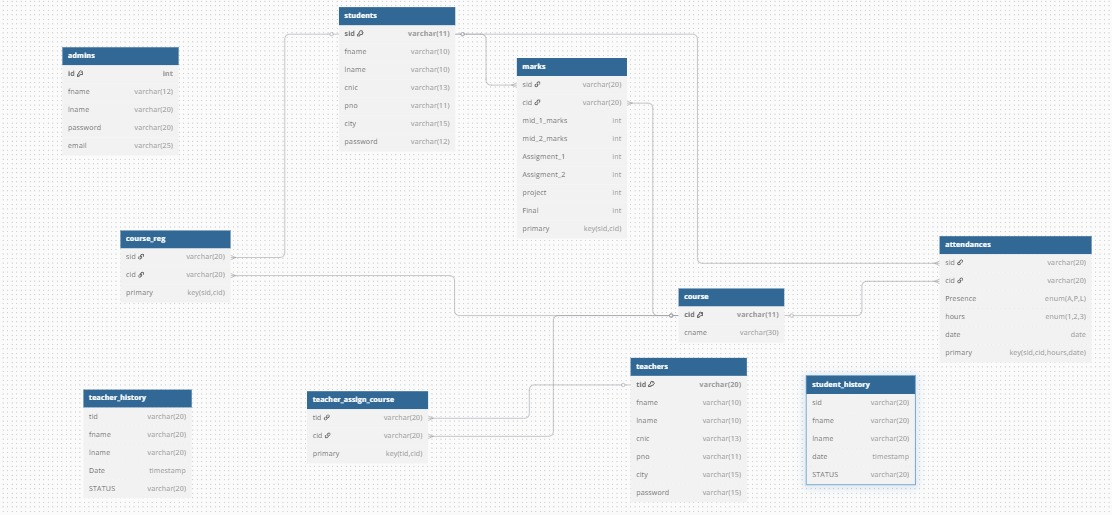 students
sid varchar(11)
fname varchar(10)
lname varchar(10)
cnic varchar(13)
pno varchar(11)
city varchar(15)
password varchar(12)
admins
id int
fname varchar(12)
lname varchar(20)
password varchar(20)
email varchar(25)
marks
sid varchar(20)
cid varchar(20)
mid_1_marks int
mid_2_marks int
Assigment_1 int
Assigment_2 int
project int
Final int
primary key(sid,cid)
course_reg
sid varchar(20)
cid varchar(20)
primary key(sid,cid)
attendances
sid varchar(20)
cid varchar(20)
Presence enum(A,P,L)
hours enum(1,2,3)
date date
primary key(sid,cid,hours,date)
course
cid varchar(11)
cname varchar(30)
teachers
tid varchar(20)
fname varchar(10)
lname varchar(10)
cnic varchar(13)
pno varchar(11)
city varchar(15)
password varchar(15)
student_history
sid varchar(20)
fname varchar(20)
lname varchar(20)
date timestamp
STATUS varchar(20)
teacher_history
tid varchar(20)
fname varchar(20)
lname varchar(20)
Date timestamp
STATUS varchar(20)
teacher_assign_course
tid varchar(20)
cid varchar(20)
primary key(tid,cid)